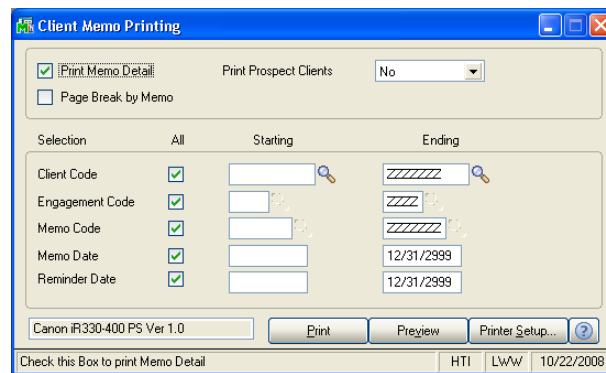 Client Memo Printing
Print Memo Detail Print Prospect Clients No
Page Break by Memo
Selection All Starting Ending
Client Code ZZZZZZZ
Engagement Code ZZZZ
Memo Code ZZZZZZZ
Memo Date 12/31/2999
Reminder Date 12/31/2999
Canon iR330-400 PS Ver 1.0 Print Preview Printer Setup... ?
Check this Box to print Memo Detail HTI LWW 10/22/2008